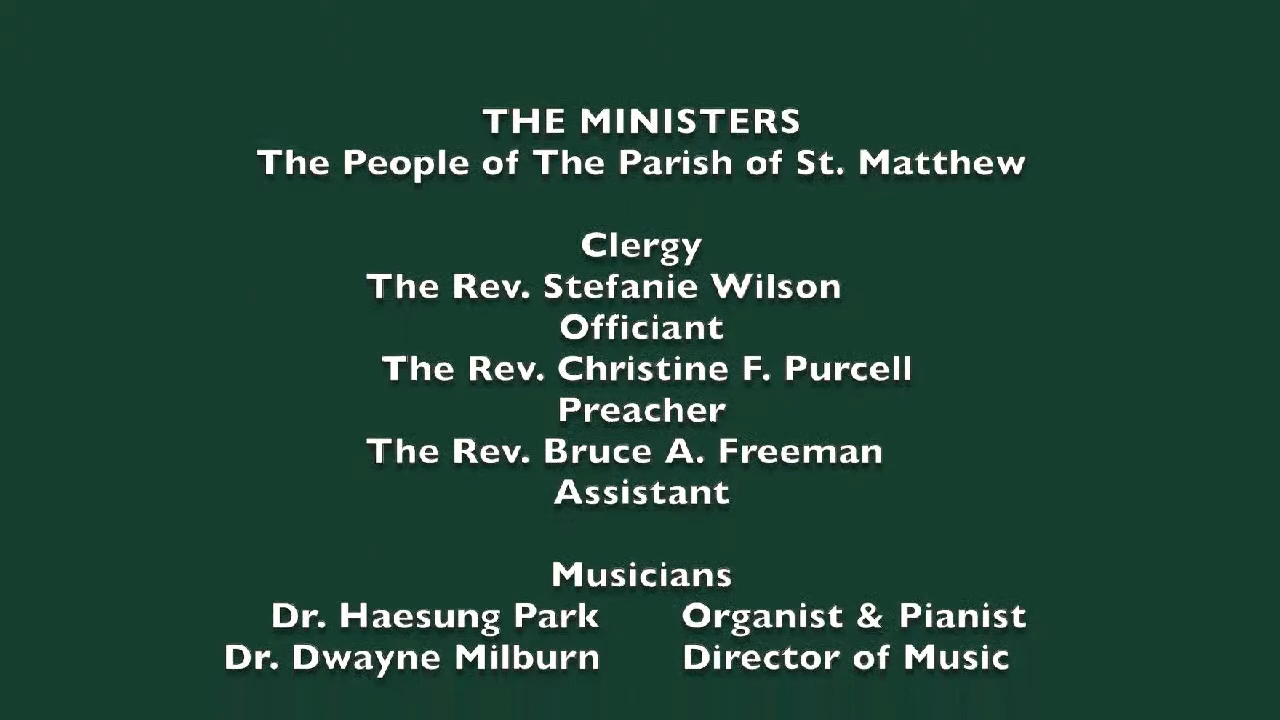 THE MINISTERS
The People of The Parish of St. Matthew
Clergy
The Rev. Stefanie Wilson
Officiant
The Rev. Christine F. Purcell
Preacher
The Rev. Bruce A. Freeman
Assistant
Musicians
Dr. Haesung Park Organist & Pianist
Dr. Dwayne Milburn Director of Music